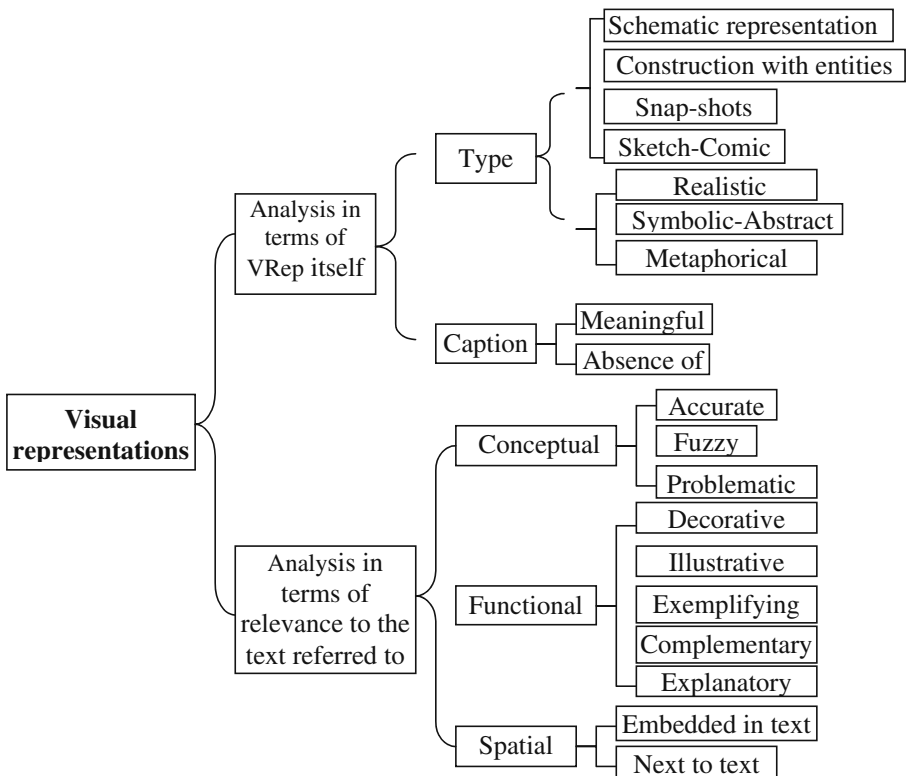 Visual
representations
Analysis in
terms of
VRep itself
Type
Schematic representation
Construction with entities
Snap-shots
Sketch-Comic
Realistic
Symbolic-Abstract
Metaphorical
Caption
Meaningful
Absence of
Analysis in
terms of
relevance to the
text referred to
Conceptual
Accurate
Fuzzy
Problematic
Functional
Decorative
Illustrative
Exemplifying
Complementary
Explanatory
Spatial
Embedded in text
Next to text